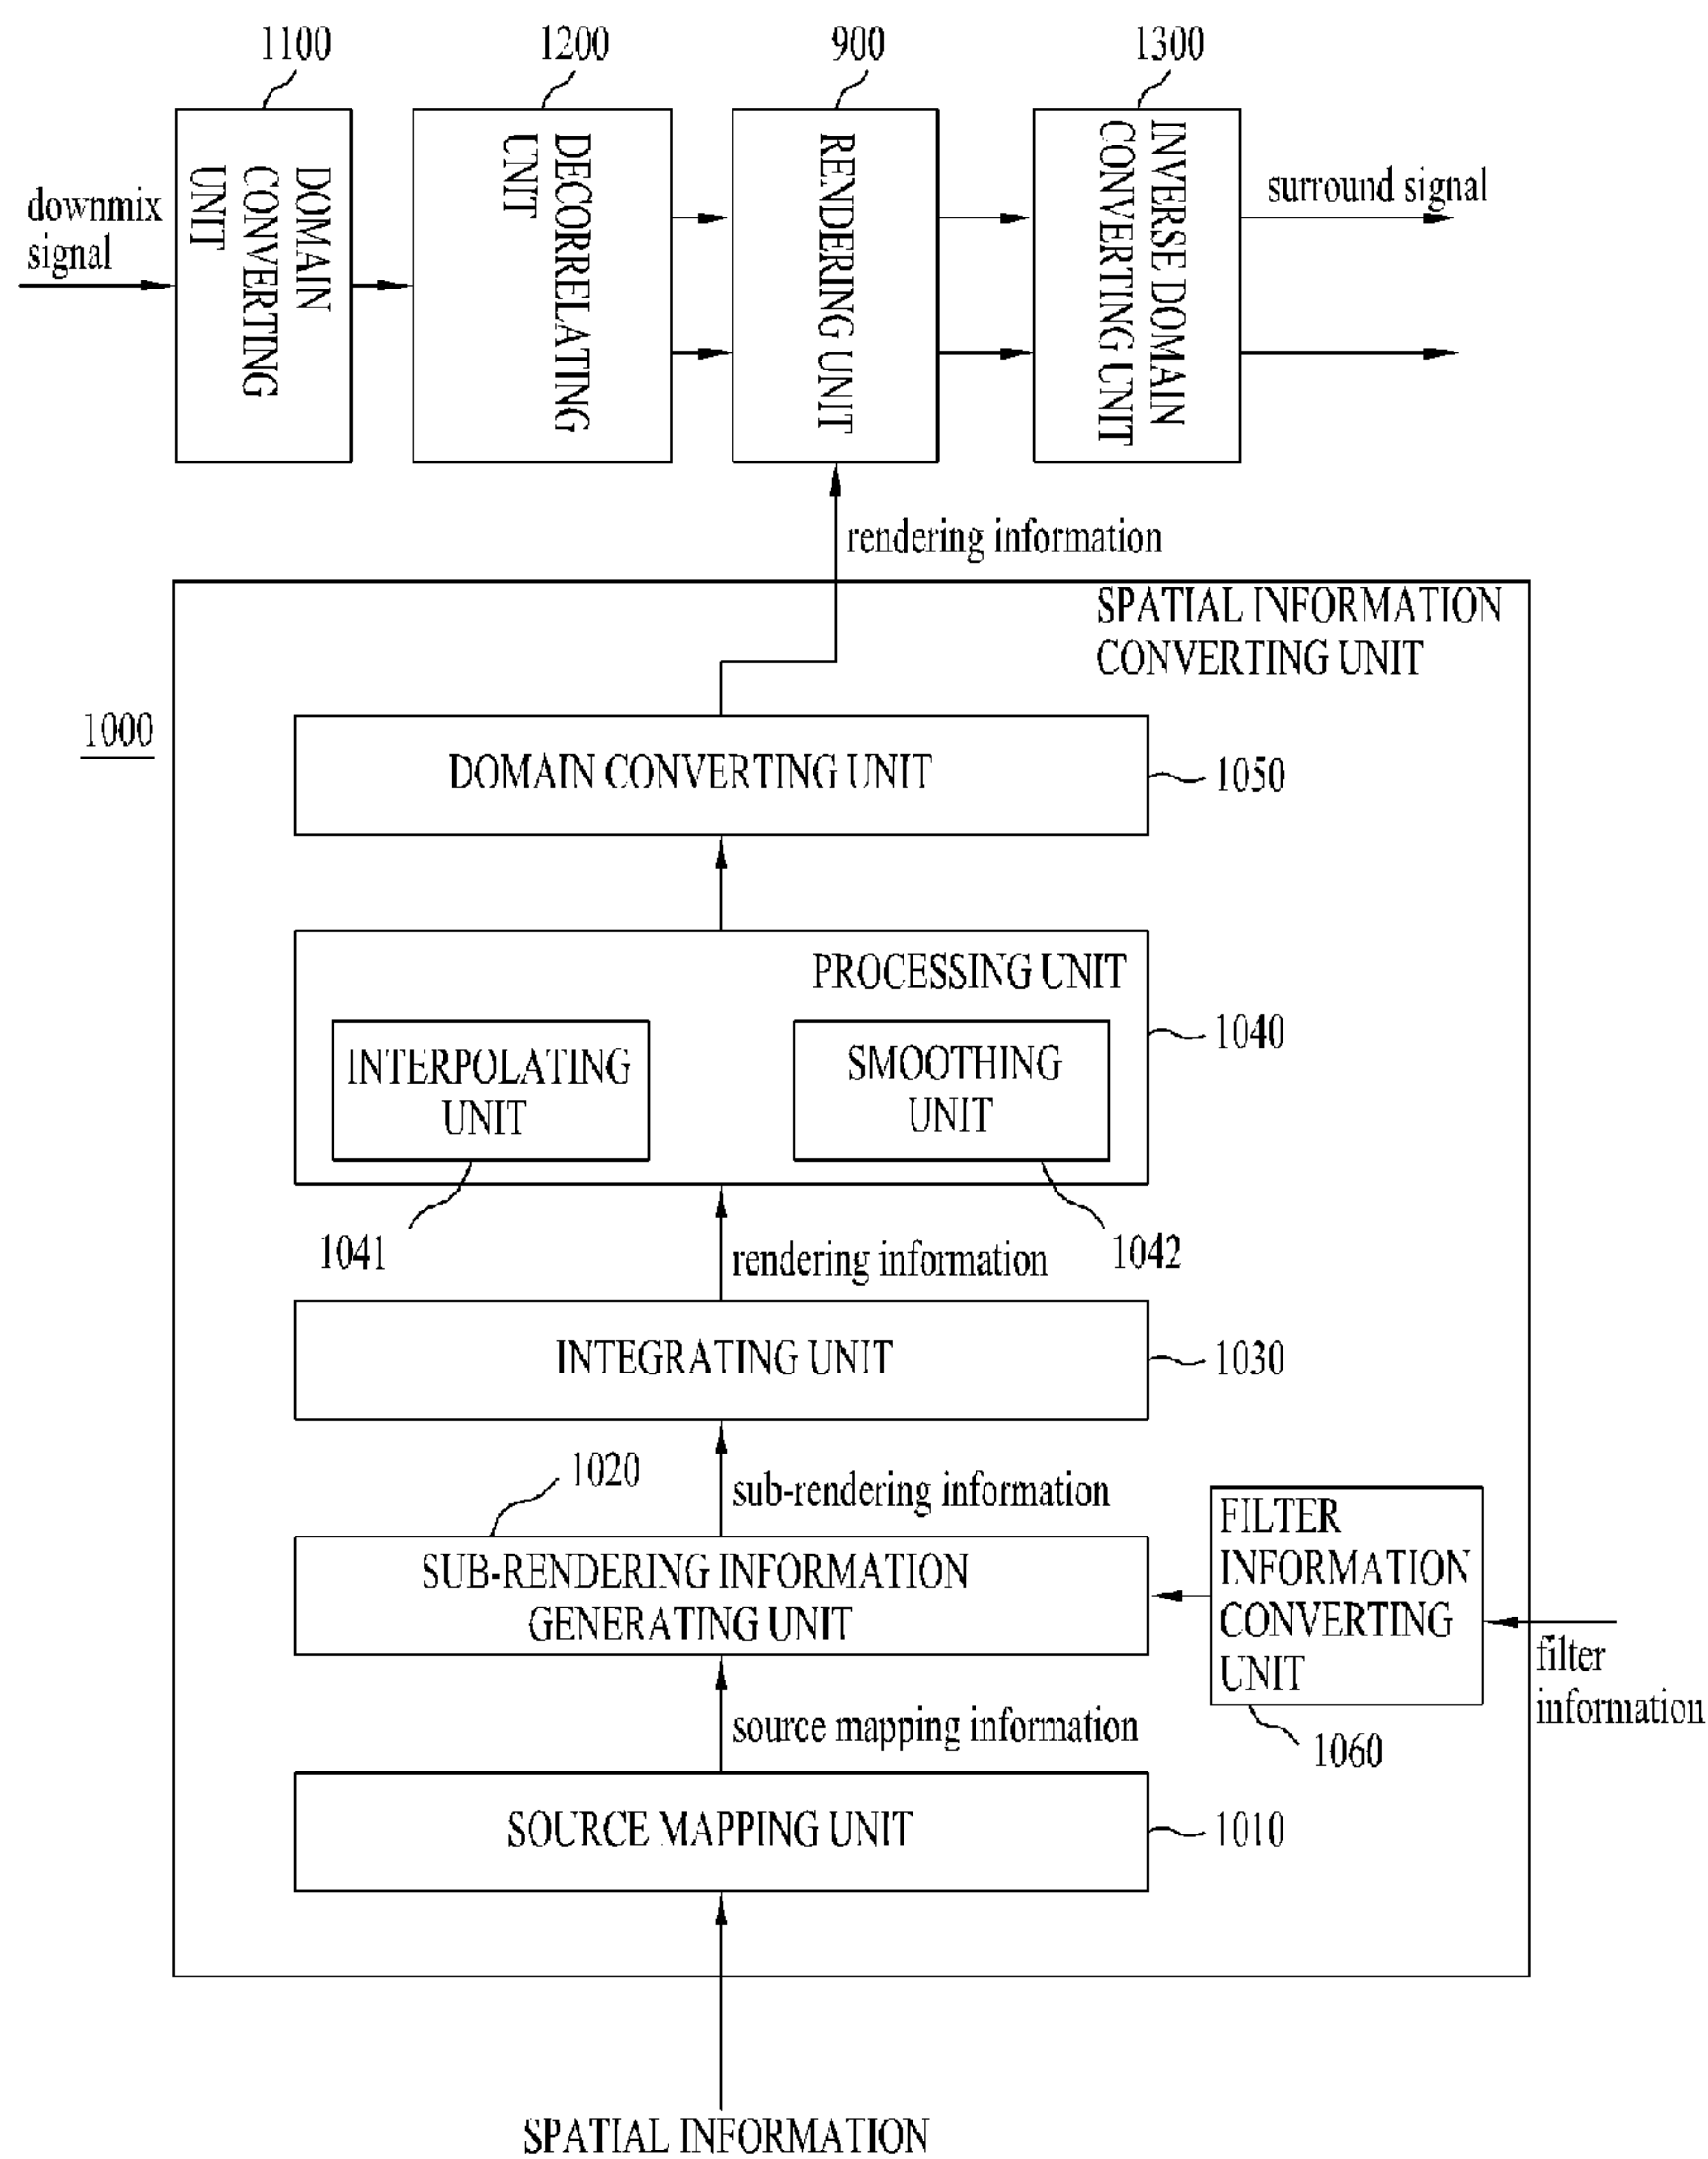 1100
1200
900
1300
downmix
signal
DOMAIN
CONVERTING
UNIT
DECORRELATING
UNIT
RENDERING UNIT
INVERSE DOMAIN
CONVERTING UNIT
surround signal
rendering information
SPATIAL INFORMATION
CONVERTING UNIT
1000
DOMAIN CONVERTING UNIT
1050
PROCESSING UNIT
1040
INTERPOLATING
UNIT
SMOOTHING
UNIT
1041
1042
rendering information
INTEGRATING UNIT
1030
1020
sub-rendering information
SUB-RENDERING INFORMATION
GENERATING UNIT
FILTER
INFORMATION
CONVERTING
UNIT
filter
information
1060
source mapping information
SOURCE MAPPING UNIT
1010
SPATIAL INFORMATION